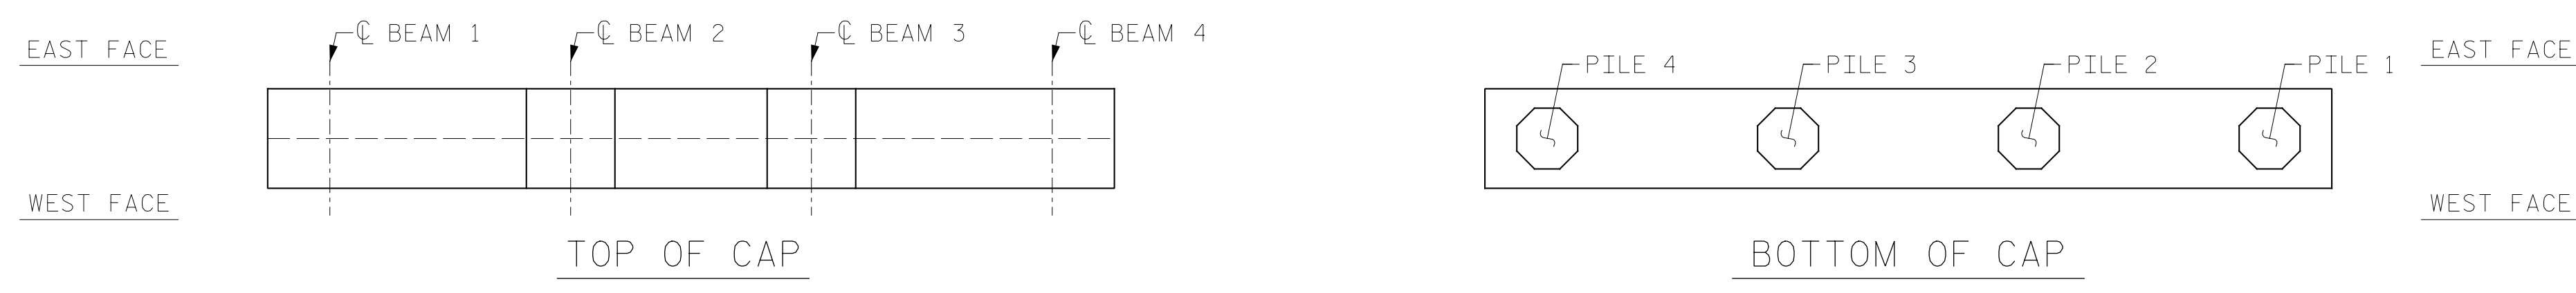 EAST FACE
℄ BEAM 1
℄ BEAM 2
℄ BEAM 3
℄ BEAM 4
WEST FACE
TOP OF CAP
PILE 4
PILE 3
PILE 2
PILE 1
EAST FACE
WEST FACE
BOTTOM OF CAP